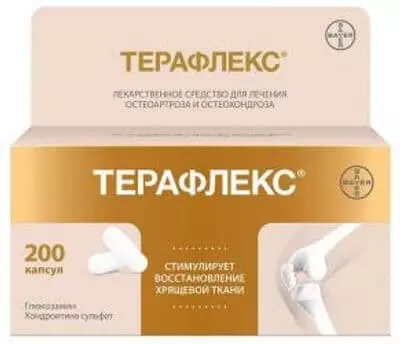 BAYER
ТЕРАФЛЕКС®
ЛЕКАРСТВЕННОЕ СРЕДСТВО ДЛЯ ЛЕЧЕНИЯ
ОСТЕОАРТРОЗА И ОСТЕОХОНДРОЗА
ТЕРАФЛЕКС®
BAYER
200
капсул
СТИМУЛИРУЕТ
ВОССТАНОВЛЕНИЕ
ХРЯЩЕВОЙ ТКАНИ
Глюкозамин
Хондроитина сульфат